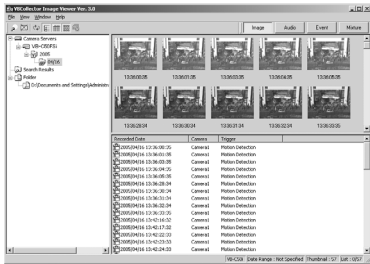 VBCollector Image Viewer Ver. 3.0
File View Window Help
Image Audio Event Mixture
Camera Servers
2005
04/16
Search Results
Folder
D:\Documents and Settings\Administra
13:36:00:35 13:36:01:35 13:36:03:35 13:36:04:35 13:36:05:35
13:36:28:34 13:36:30:34 13:36:31:34 13:36:32:34 13:36:33:35
Recorded Date Camera Trigger
2005/04/16 13:36:00:35 Camera1 Motion Detection
2005/04/16 13:36:01:35 Camera1 Motion Detection
2005/04/16 13:36:03:35 Camera1 Motion Detection
2005/04/16 13:36:04:35 Camera1 Motion Detection
2005/04/16 13:36:05:35 Camera1 Motion Detection
2005/04/16 13:36:28:34 Camera1 Motion Detection
2005/04/16 13:36:30:34 Camera1 Motion Detection
2005/04/16 13:36:31:34 Camera1 Motion Detection
2005/04/16 13:36:32:34 Camera1 Motion Detection
2005/04/16 13:36:33:35 Camera1 Motion Detection
2005/04/16 13:42:16:32 Camera1 Motion Detection
2005/04/16 13:42:17:32 Camera1 Motion Detection
2005/04/16 13:42:22:33 Camera1 Motion Detection
2005/04/16 13:42:23:33 Camera1 Motion Detection
2005/04/16 13:42:24:33 Camera1 Motion Detection
VB-C50i Date Range : Not Specified Thumbnail : 57 List : 0/57